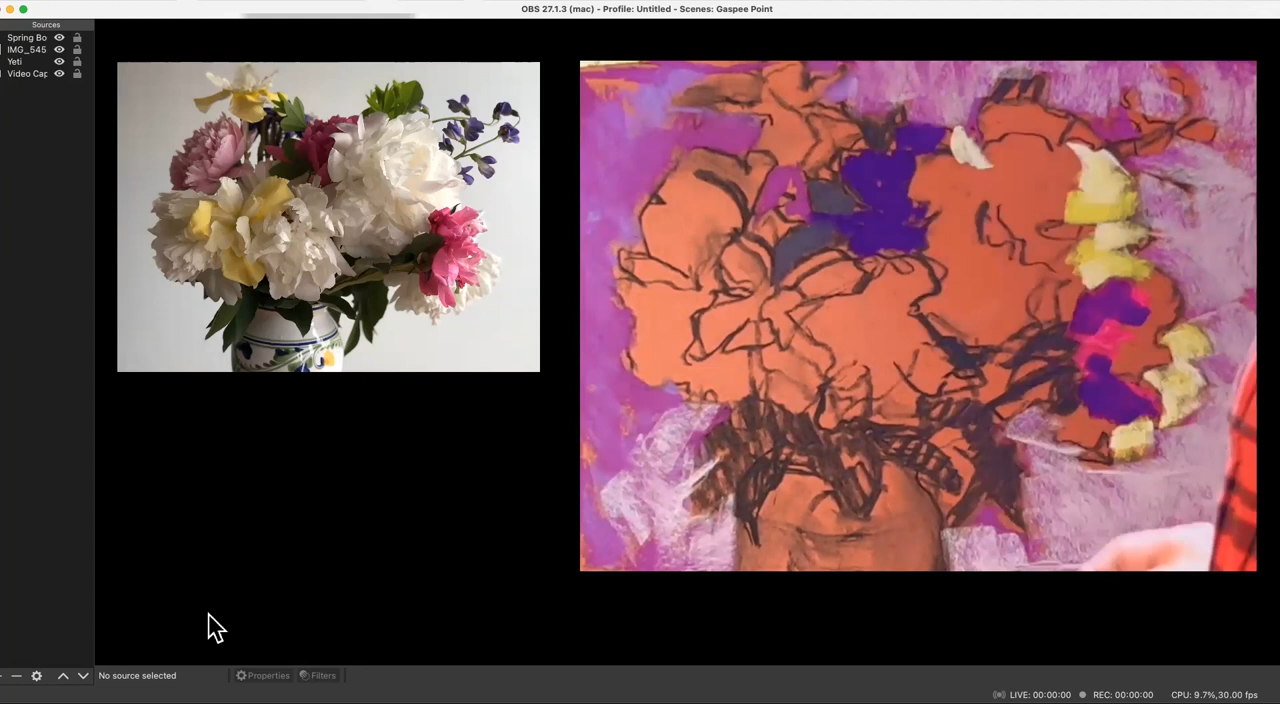 OBS 27.1.3 (mac) - Profile: Untitled - Scenes: Gaspee Point
Sources
Spring Bo
IMG_545
Yeti
Video Cap
No source selected
Properties
Filters
LIVE: 00:00:00
REC: 00:00:00
CPU: 9.7%,30.00 fps